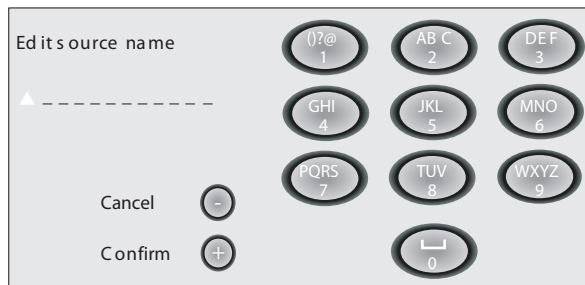 Edit source name
()?@
1
ABC
2
DEF
3
___________
GHI
4
JKL
5
MNO
6
PQRS
7
TUV
8
WXYZ
9
Cancel -
Confirm +
0